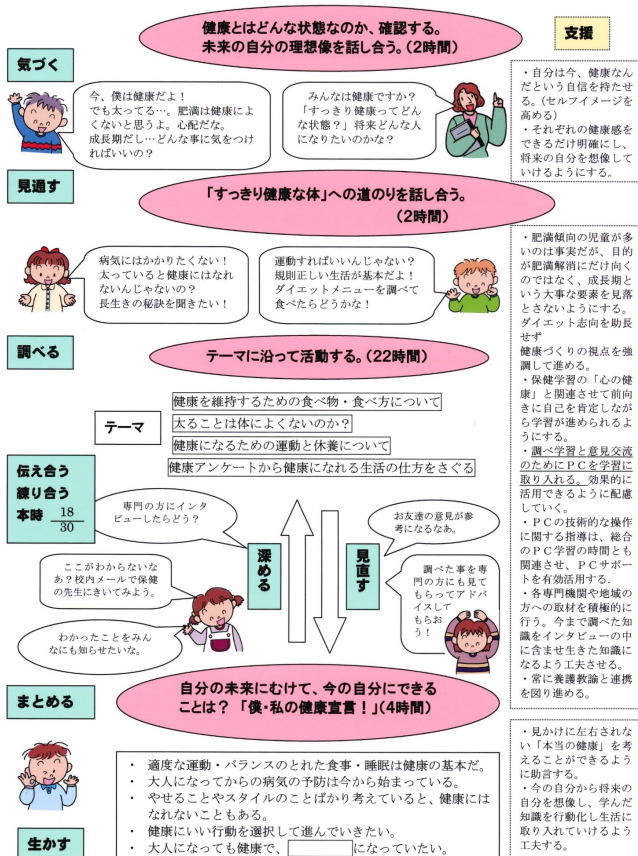 健康とはどんな状態なのか、確認する。
未来の自分の理想像を話し合う。(2時間)
支援
気づく
今、僕は健康だよ！
でも太ってる…。肥満は健康によ
くないと思うよ。心配だな。
成長期だし…どんな事に気をつけ
ればいいの？
みんなは健康ですか？
「すっきり健康ってどん
な状態？」将来どんな人
になりたいのかな？
・自分は今、健康なん
だという自信を持たせ
る。(セルフイメージを
高める)
・それぞれの健康感を
できるだけ明確にし、
将来の自分を想像して
いけるようにする。
見通す
「すっきり健康な体」への道のりを話し合う。
(2時間)
病気にはかかりたくない！
太っていると健康にはなれ
ないんじゃないの？
長生きの秘訣を聞きたい！
運動すればいいんじゃない？
規則正しい生活が基本だよ！
ダイエットメニューを調べて
食べたらどうかな！
・肥満傾向の児童が多
いのは事実だが、目的
が肥満解消にだけ向く
のではなく、成長期と
いう大事な要素を見落
とさないようにする。
ダイエット志向を助長
せず
健康づくりの視点を強
調して進める。
・保健学習の「心の健
康」と関連させて前向
きに自己を肯定しなが
ら学習が進められるよ
うにする。
・調べ学習と意見交流
のためにＰＣを学習に
取り入れる。効果的に
活用できるように配慮
していく。
・ＰＣの技術的な操作
に関する指導は、総合
のＰＣ学習の時間とも
関連させ、ＰＣサポー
トを有効活用する.
・各専門機関や地域の
方への取材を積極的に
行う。今まで調べた知
識をインタビューの中
に含ませ生きた知識に
なるよう工夫させる。
・常に養護教諭と連携
を図り進める。
調べる
テーマに沿って活動する。(22時間)
テーマ
健康を維持するための食べ物・食べ方について
太ることは体によくないのか？
健康になるための運動と休養について
健康アンケートから健康になれる生活の仕方をさぐる
伝え合う
練り合う
本時 18
30
専門の方にインタ
ビューしたらどう？
ここがわからないな
あ？校内メールで保健
の先生にきいてみよう。
わかったことをみん
なにも知らせたいな。
深める
見直す
お友達の意見が参
考になるなあ。
調べた事を専
門の方にも見て
もらってアドバ
イスして
もらお
う！
まとめる
自分の未来にむけて、今の自分にできる
ことは？「僕・私の健康宣言！」(4時間)
・ 適度な運動・バランスのとれた食事・睡眠は健康の基本だ。
・ 大人になってからの病気の予防は今から始まっている。
・ やせることやスタイルのことばかり考えていると、健康には
なれないこともある。
・ 健康にいい行動を選択して進んでいきたい。
・ 大人になっても健康で、 になっていたい。
・見かけに左右されな
い「本当の健康」を考
えることができるよう
に助言する。
・今の自分から将来の
自分を想像し、学んだ
知識を行動化し生活に
取り入れていけるよう
工夫する。
生かす